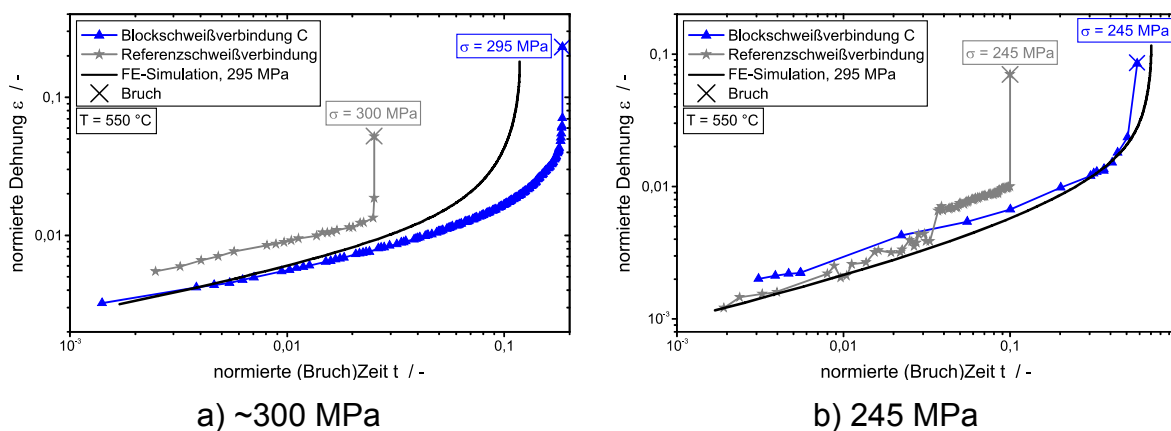 Blockschweißverbindung C
Referenzschweißverbindung
FE-Simulation, 295 MPa
Bruch
T = 550 °C
σ = 295 MPa
σ = 300 MPa
normierte Dehnung ε / -
0,1
0,01
10⁻³
0,01
0,1
normierte (Bruch)Zeit t / -
a) ~300 MPa
Blockschweißverbindung C
Referenzschweißverbindung
FE-Simulation, 295 MPa
Bruch
T = 550 °C
σ = 245 MPa
σ = 245 MPa
normierte Dehnung ε / -
0,1
0,01
10⁻³
10⁻³
0,01
0,1
normierte (Bruch)Zeit t / -
b) 245 MPa